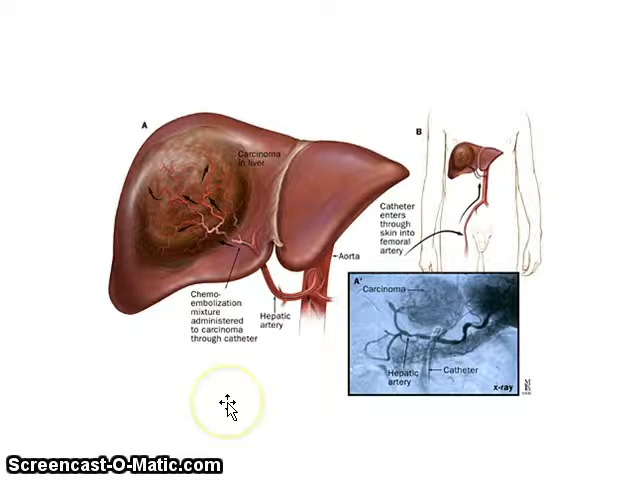 A
Carcinoma
in liver
Aorta
Chemo-
embolization
mixture
administered
to carcinoma
through catheter
Hepatic
artery
B
Catheter
enters
through
skin into
femoral
artery
A'
Carcinoma
Hepatic
artery
Catheter
x-ray
Screencast-O-Matic.com